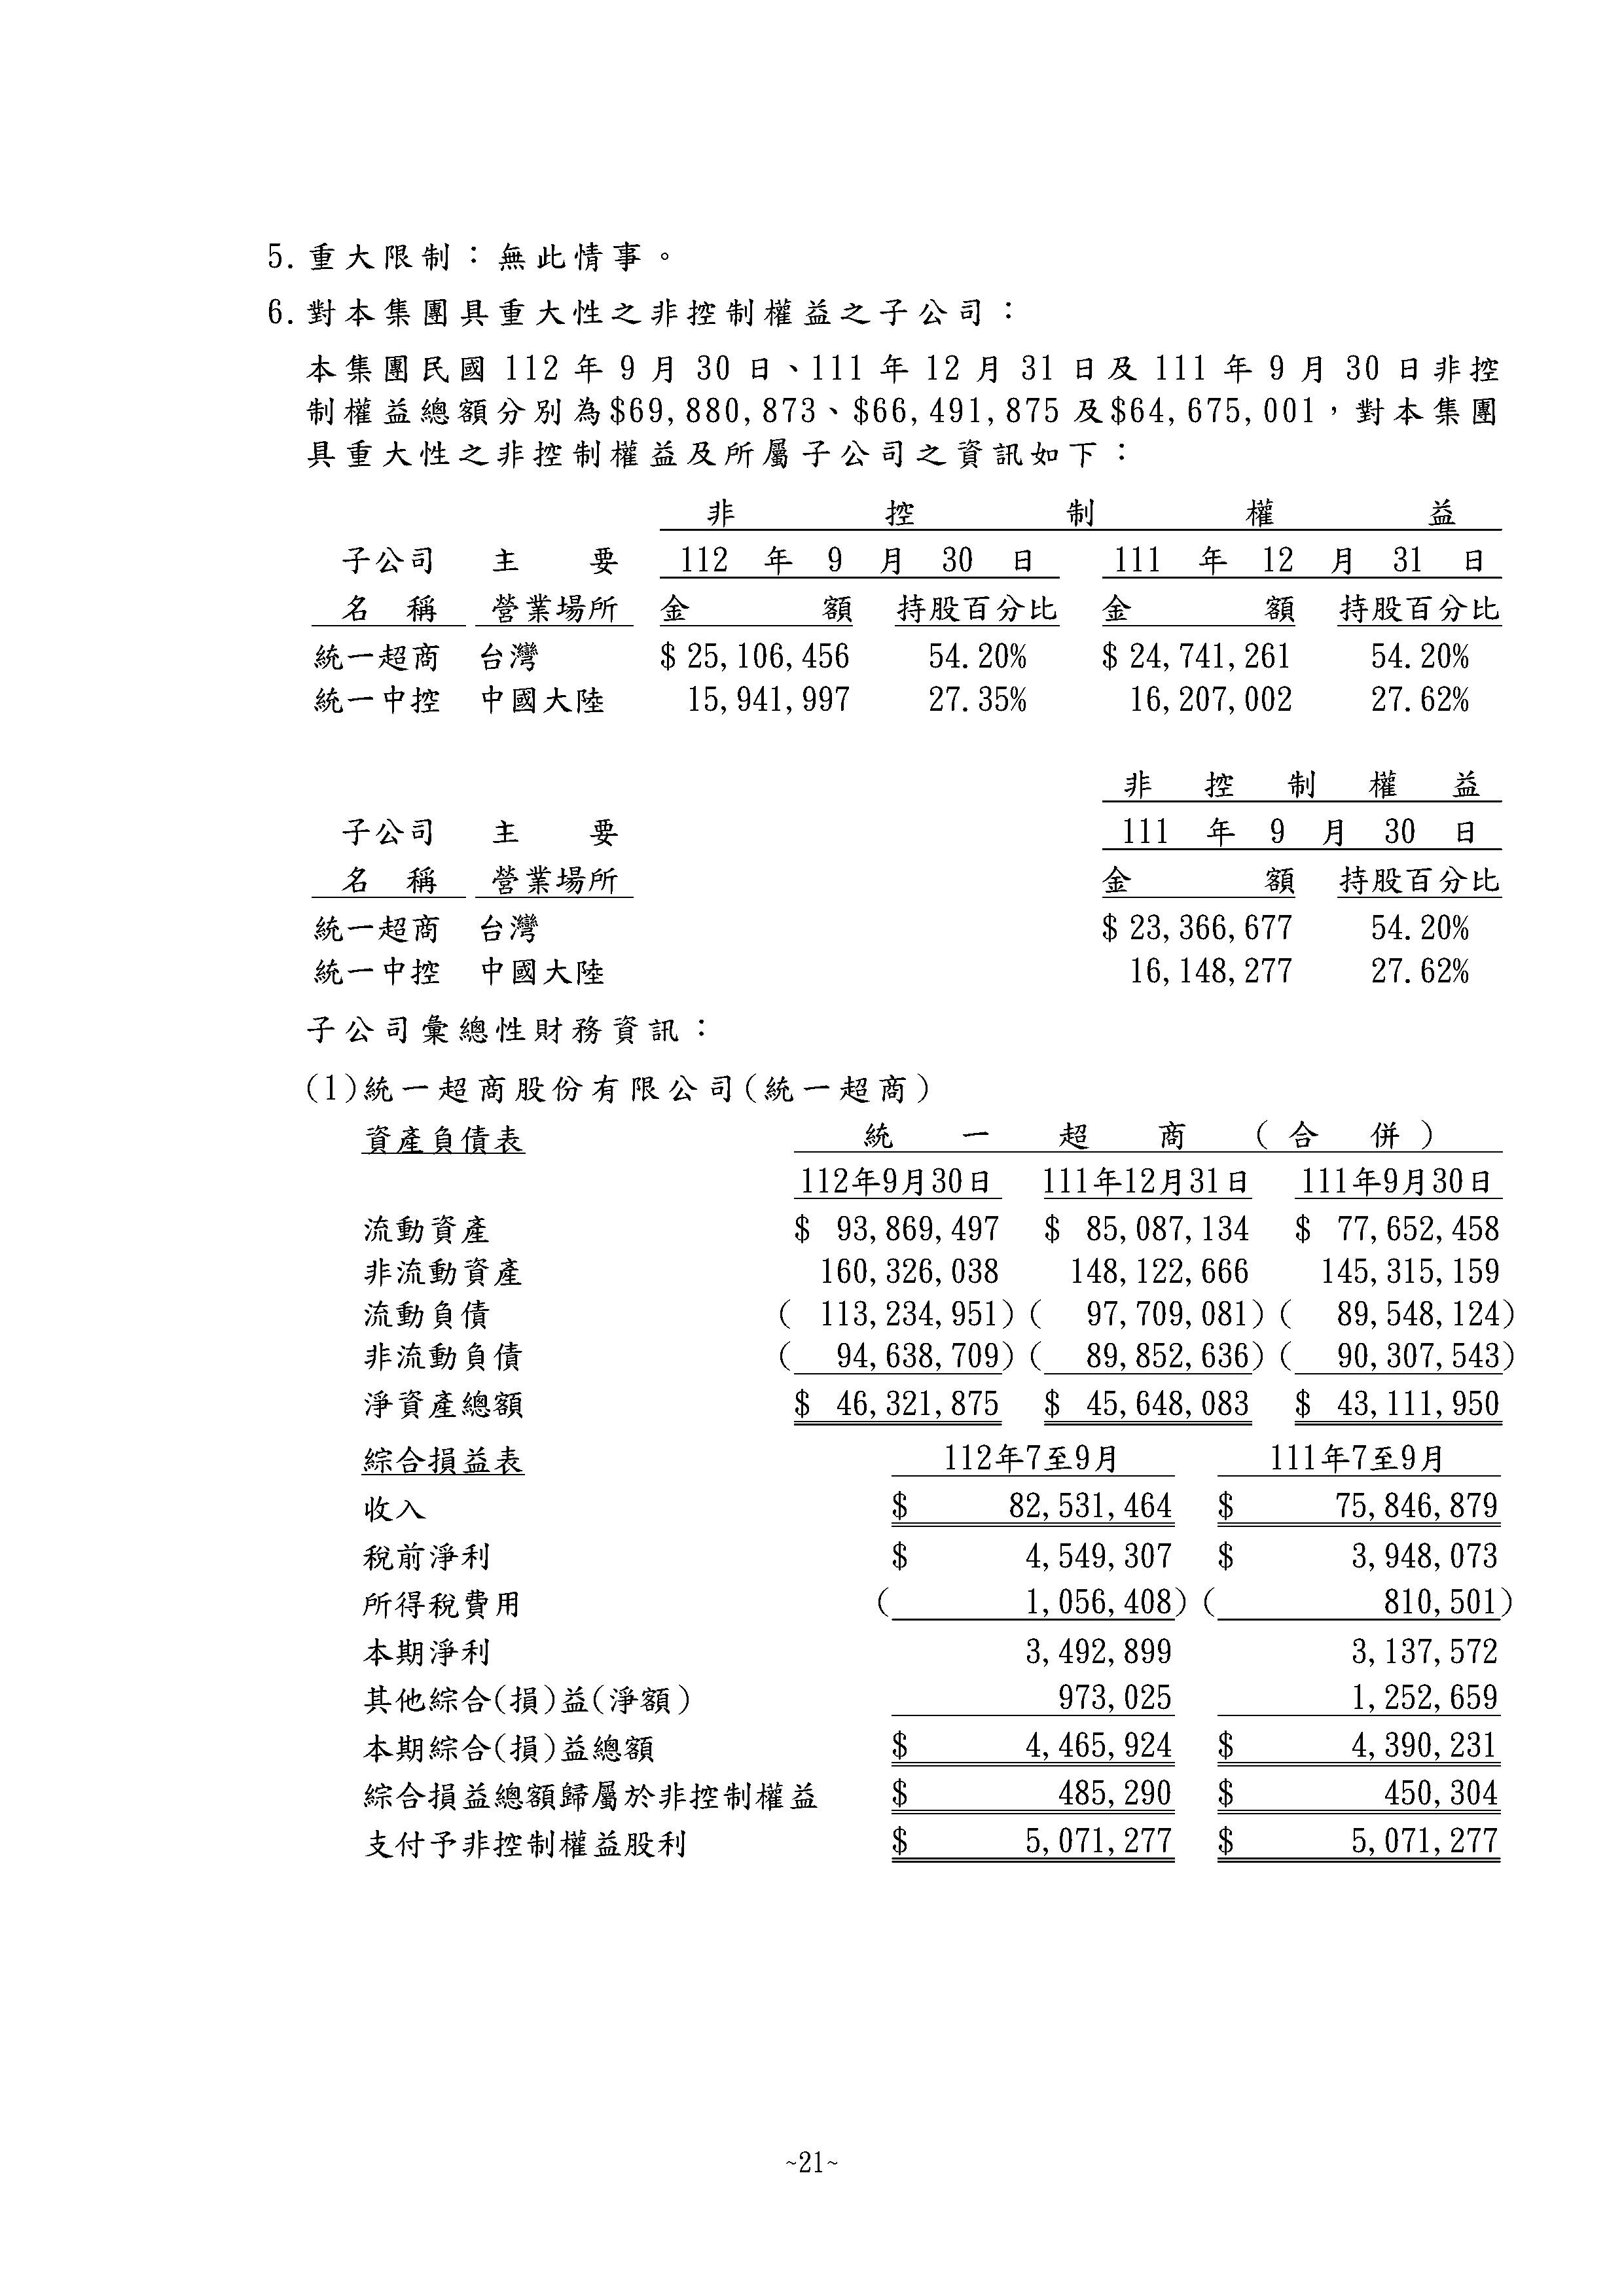 5.重大限制：無此情事。
6.對本集團具重大性之非控制權益之子公司：
本集團民國 112 年 9 月 30 日、111 年 12 月 31 日及 111 年 9 月 30 日非控
制權益總額分別為$69,880,873、$66,491,875 及$64,675,001，對本集團
具重大性之非控制權益及所屬子公司之資訊如下：
非 控 制 權 益
子公司 主 要 112 年 9 月 30 日 111 年 12 月 31 日
名 稱 營業場所 金 額 持股百分比 金 額 持股百分比
統一超商 台灣 $ 25,106,456 54.20% $ 24,741,261 54.20%
統一中控 中國大陸 15,941,997 27.35% 16,207,002 27.62%
非 控 制 權 益
子公司 主 要 111 年 9 月 30 日
名 稱 營業場所 金 額 持股百分比
統一超商 台灣 $ 23,366,677 54.20%
統一中控 中國大陸 16,148,277 27.62%
子公司彙總性財務資訊：
(1)統一超商股份有限公司(統一超商)
資產負債表 統 一 超 商 ( 合 併 )
112年9月30日 111年12月31日 111年9月30日
流動資產 $ 93,869,497 $ 85,087,134 $ 77,652,458
非流動資產 160,326,038 148,122,666 145,315,159
流動負債 ( 113,234,951) ( 97,709,081) ( 89,548,124)
非流動負債 ( 94,638,709) ( 89,852,636) ( 90,307,543)
淨資產總額 $ 46,321,875 $ 45,648,083 $ 43,111,950
綜合損益表 112年7至9月 111年7至9月
收入 $ 82,531,464 $ 75,846,879
稅前淨利 $ 4,549,307 $ 3,948,073
所得稅費用 ( 1,056,408) ( 810,501)
本期淨利 3,492,899 3,137,572
其他綜合(損)益(淨額) 973,025 1,252,659
本期綜合(損)益總額 $ 4,465,924 $ 4,390,231
綜合損益總額歸屬於非控制權益 $ 485,290 $ 450,304
支付予非控制權益股利 $ 5,071,277 $ 5,071,277
~21~